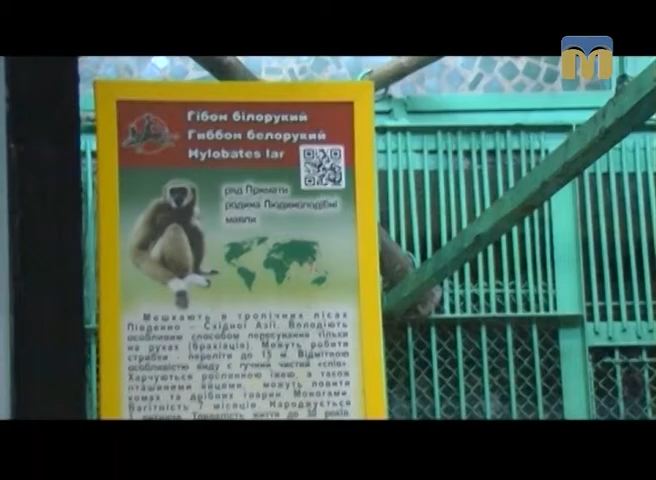 М
Гібон білорукий
Гиббон белорукий
Hylobates lar
ряд Примати
родина Людиноподібні
мавпи
Мешкають в тропічних лісах
Південно - Східної Азії. Володіють
особливим способом пересування тільки
на руках (брахіація). Можуть робити
стрибки - переліти до 15 м. Відмітною
особливістю виду є гучний чистий «спів».
Харчуються рослинною їжею, а також
пташиними яйцями, можуть ловити
комах та дрібних тварин. Моногами.
Вагітність 7 місяців. Народжується
1 дитинча. Тривалість життя до 30 років.